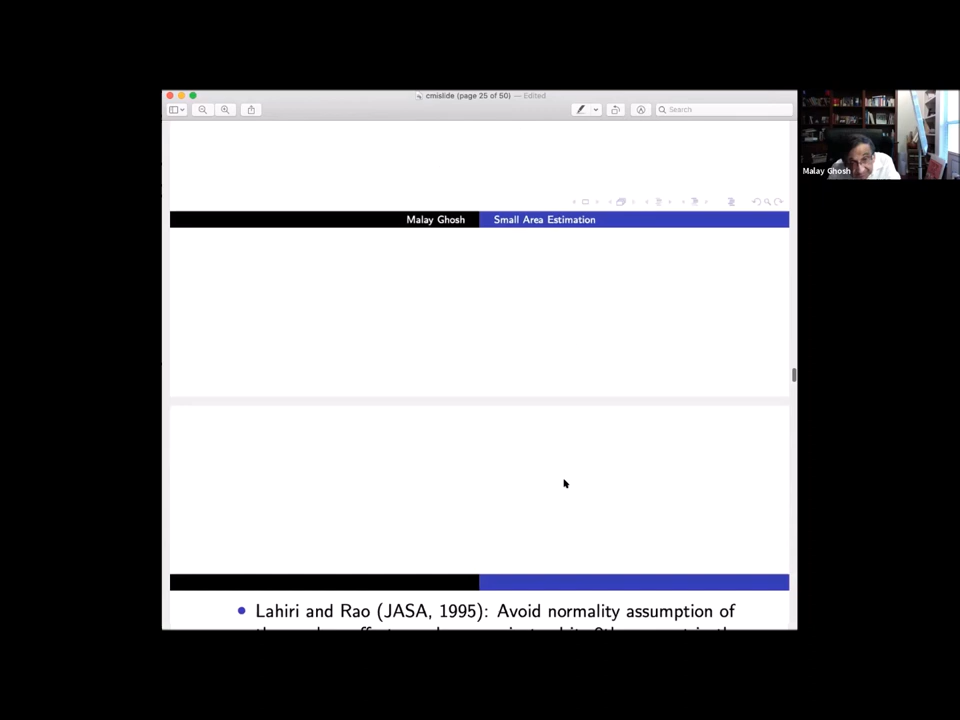 cmislide (page 25 of 50) — Edited
Search
Malay Ghosh
Malay Ghosh Small Area Estimation
Lahiri and Rao (JASA, 1995): Avoid normality assumption of